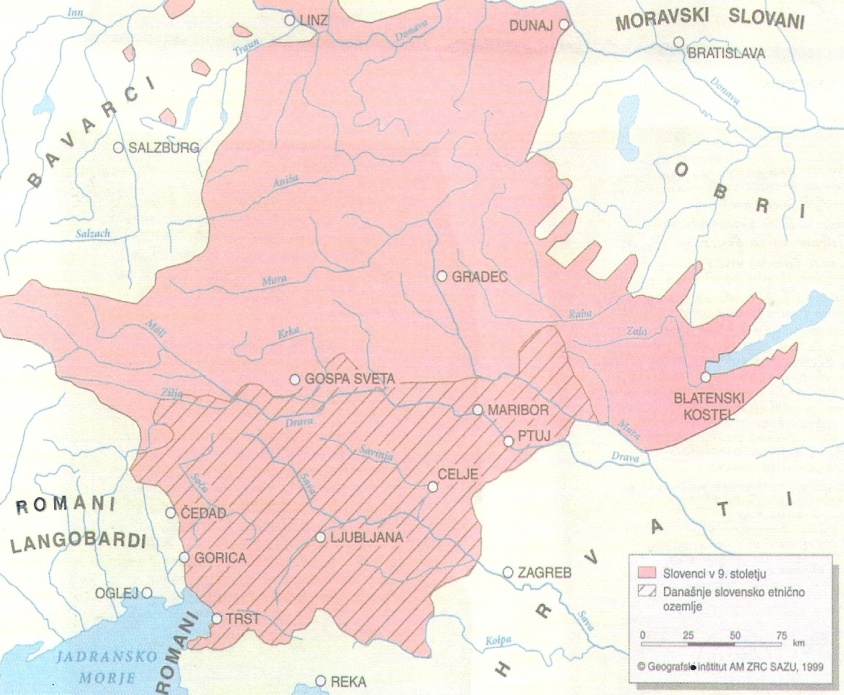 Inn
LINZ
Donava
DUNAJ
MORAVSKI SLOVANI
BRATISLAVA
Donava
Traun
BAVARCI
SALZBURG
OBRI
Aniža
Salzach
Mura
GRADEC
Raba
Zala
Krka
Möll
GOSPA SVETA
BLATENSKI
KOSTEL
Zilja
Drava
MARIBOR
PTUJ
Mura
Drava
Savinja
CELJE
Soča
Sava
ROMANI
LANGOBARDI
ČEDAD
LJUBLJANA
GORICA
HRVATI
ZAGREB
OGLEJ
TRST
Sava
Kolpa
JADRANSKO
MORJE
ROMANI
REKA
Slovenci v 9. stoletju
Današnje slovensko etnično
ozemlje
0 25 50 75
km
© Geografski inštitut AM ZRC SAZU, 1999